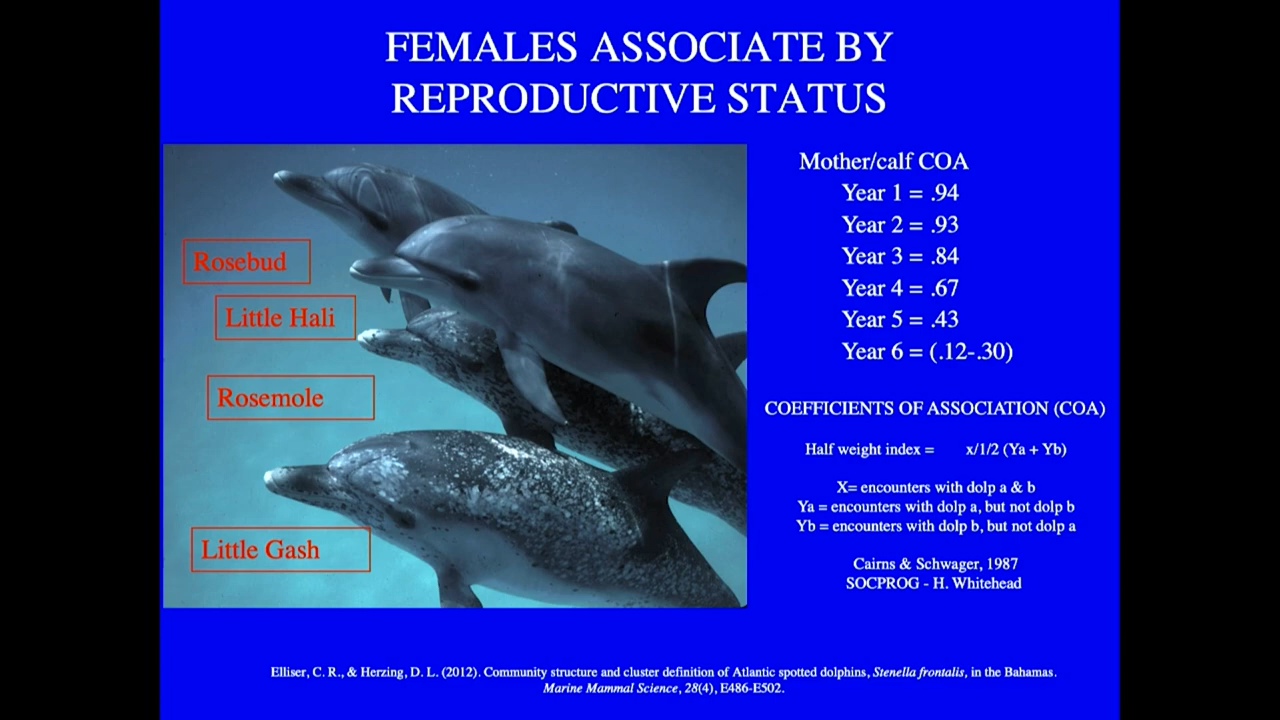 FEMALES ASSOCIATE BY
REPRODUCTIVE STATUS
Rosebud
Little Hali
Rosemole
Little Gash
Mother/calf COA
Year 1 = .94
Year 2 = .93
Year 3 = .84
Year 4 = .67
Year 5 = .43
Year 6 = (.12-.30)
COEFFICIENTS OF ASSOCIATION (COA)
Half weight index = x/1/2 (Ya + Yb)
X= encounters with dolp a & b
Ya = encounters with dolp a, but not dolp b
Yb = encounters with dolp b, but not dolp a
Cairns & Schwager, 1987
SOCPROG - H. Whitehead
Elliser, C. R., & Herzing, D. L. (2012). Community structure and cluster definition of Atlantic spotted dolphins, Stenella frontalis, in the Bahamas.
Marine Mammal Science, 28(4), E486-E502.